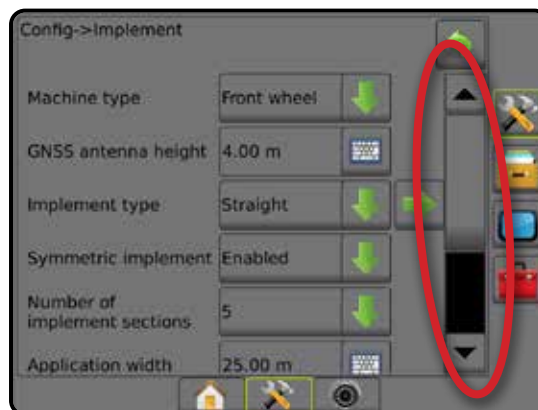 Config->Implement
Machine type Front wheel
GNSS antenna height 4.00 m
Implement type Straight
Symmetric implement Enabled
Number of
implement sections 5
Application width 25.00 m